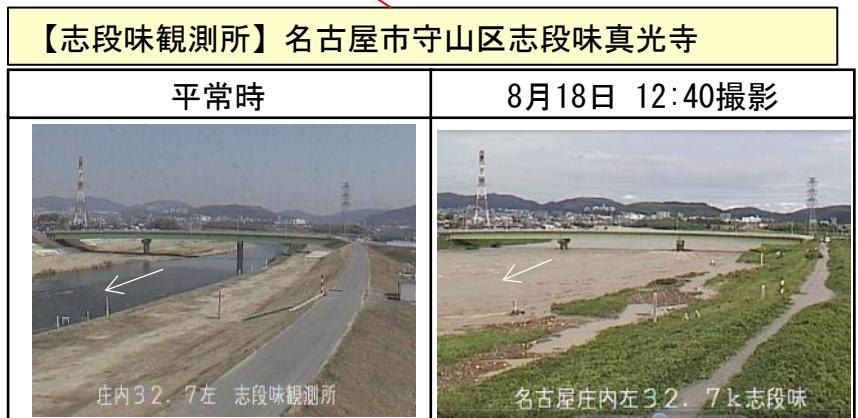 【志段味観測所】名古屋市守山区志段味真光寺
平常時
8月18日 12:40撮影
庄内32.7左 志段味観測所
名古屋庄内左32.7k志段味